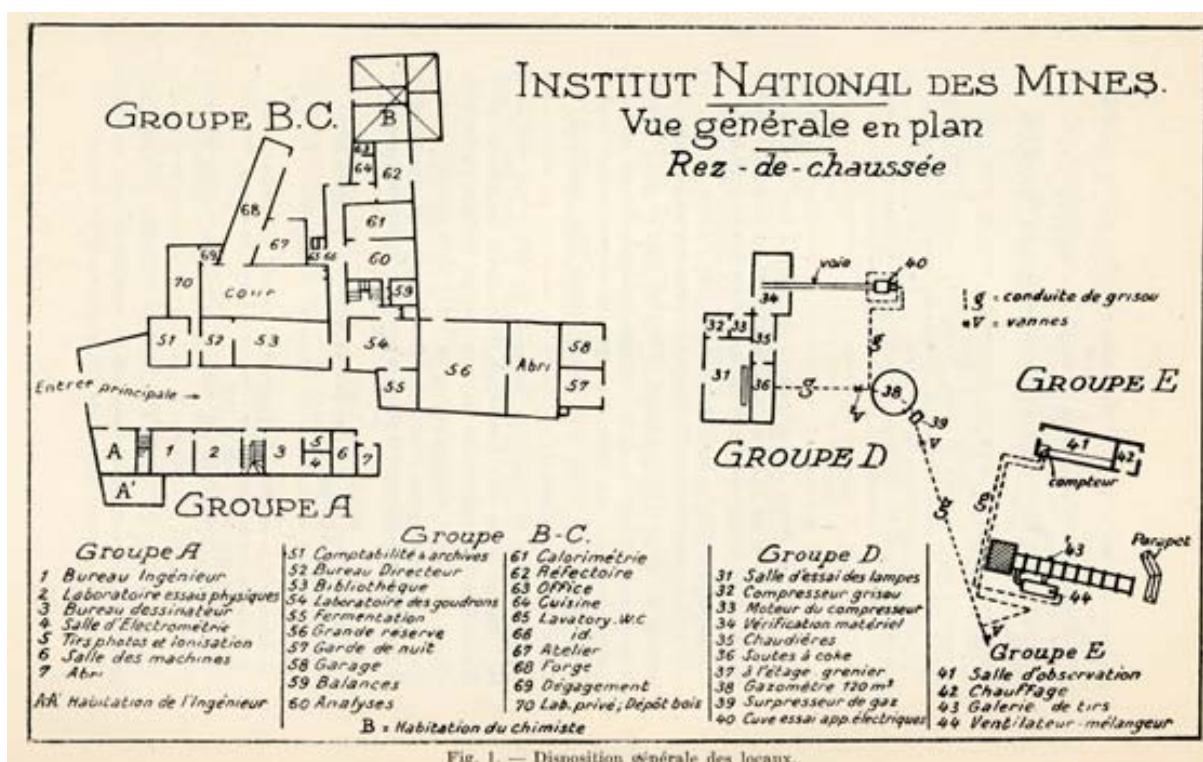 INSTITUT NATIONAL DES MINES.
Vue générale en plan
Rez-de-chaussée
GROUPE B.C.
B
64
62
61
60
59
68
67
65
66
69
70
Cour
51
52
53
54
55
56
Abri
58
57
Entrée principale →
A
1
2
3
5
4
6
7
A'
GROUPE A
voie
40
34
32
33
35
31
36
g
g
V
38
39
V
g
GROUPE D
g = conduite de grisou
V = vannes
GROUPE E
41
42
compteur
g
43
44
Parapet
V
Groupe A
1 Bureau Ingénieur
2 Laboratoire essais physiques
3 Bureau dessinateur
4 Salle d'Electrométrie
5 Tirs photos et ionisation
6 Salle des machines
7 Abri
AA' Habitation de l'Ingénieur
Groupe B-C.
51 Comptabilité & archives
52 Bureau Directeur
53 Bibliothèque
54 Laboratoire des goudrons
55 Fermentation
56 Grande réserve
57 Garde de nuit
58 Garage
59 Balances
60 Analyses
61 Calorimétrie
62 Réfectoire
63 Office
64 Cuisine
65 Lavatory. W.C
66 id.
67 Atelier
68 Forge
69 Dégagement
70 Lab. privé; Dépôt bois
B = Habitation du chimiste
Groupe D.
31 Salle d'essai des lampes
32 Compresseur grisou
33 Moteur du compresseur
34 Vérification matériel
35 Chaudières
36 Soutes à coke
37 à l'étage grenier
38 Gazomètre 120 m³
39 Surpresseur de gaz
40 Cuve essai app. électriques
Groupe E
41 Salle d'observation
42 Chauffage
43 Galerie de tirs
44 Ventilateur-mélangeur
Fig. 1. — Disposition générale des locaux.